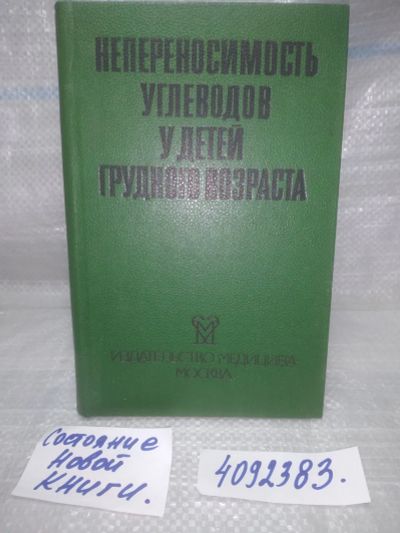 НЕПЕРЕНОСИМОСТЬ
УГЛЕВОДОВ
У ДЕТЕЙ
ГРУДНОГО ВОЗРАСТА
ИЗДАТЕЛЬСТВО МЕДИЦИНА
МОСКВА
Состояние
новой
книги.
4092383.